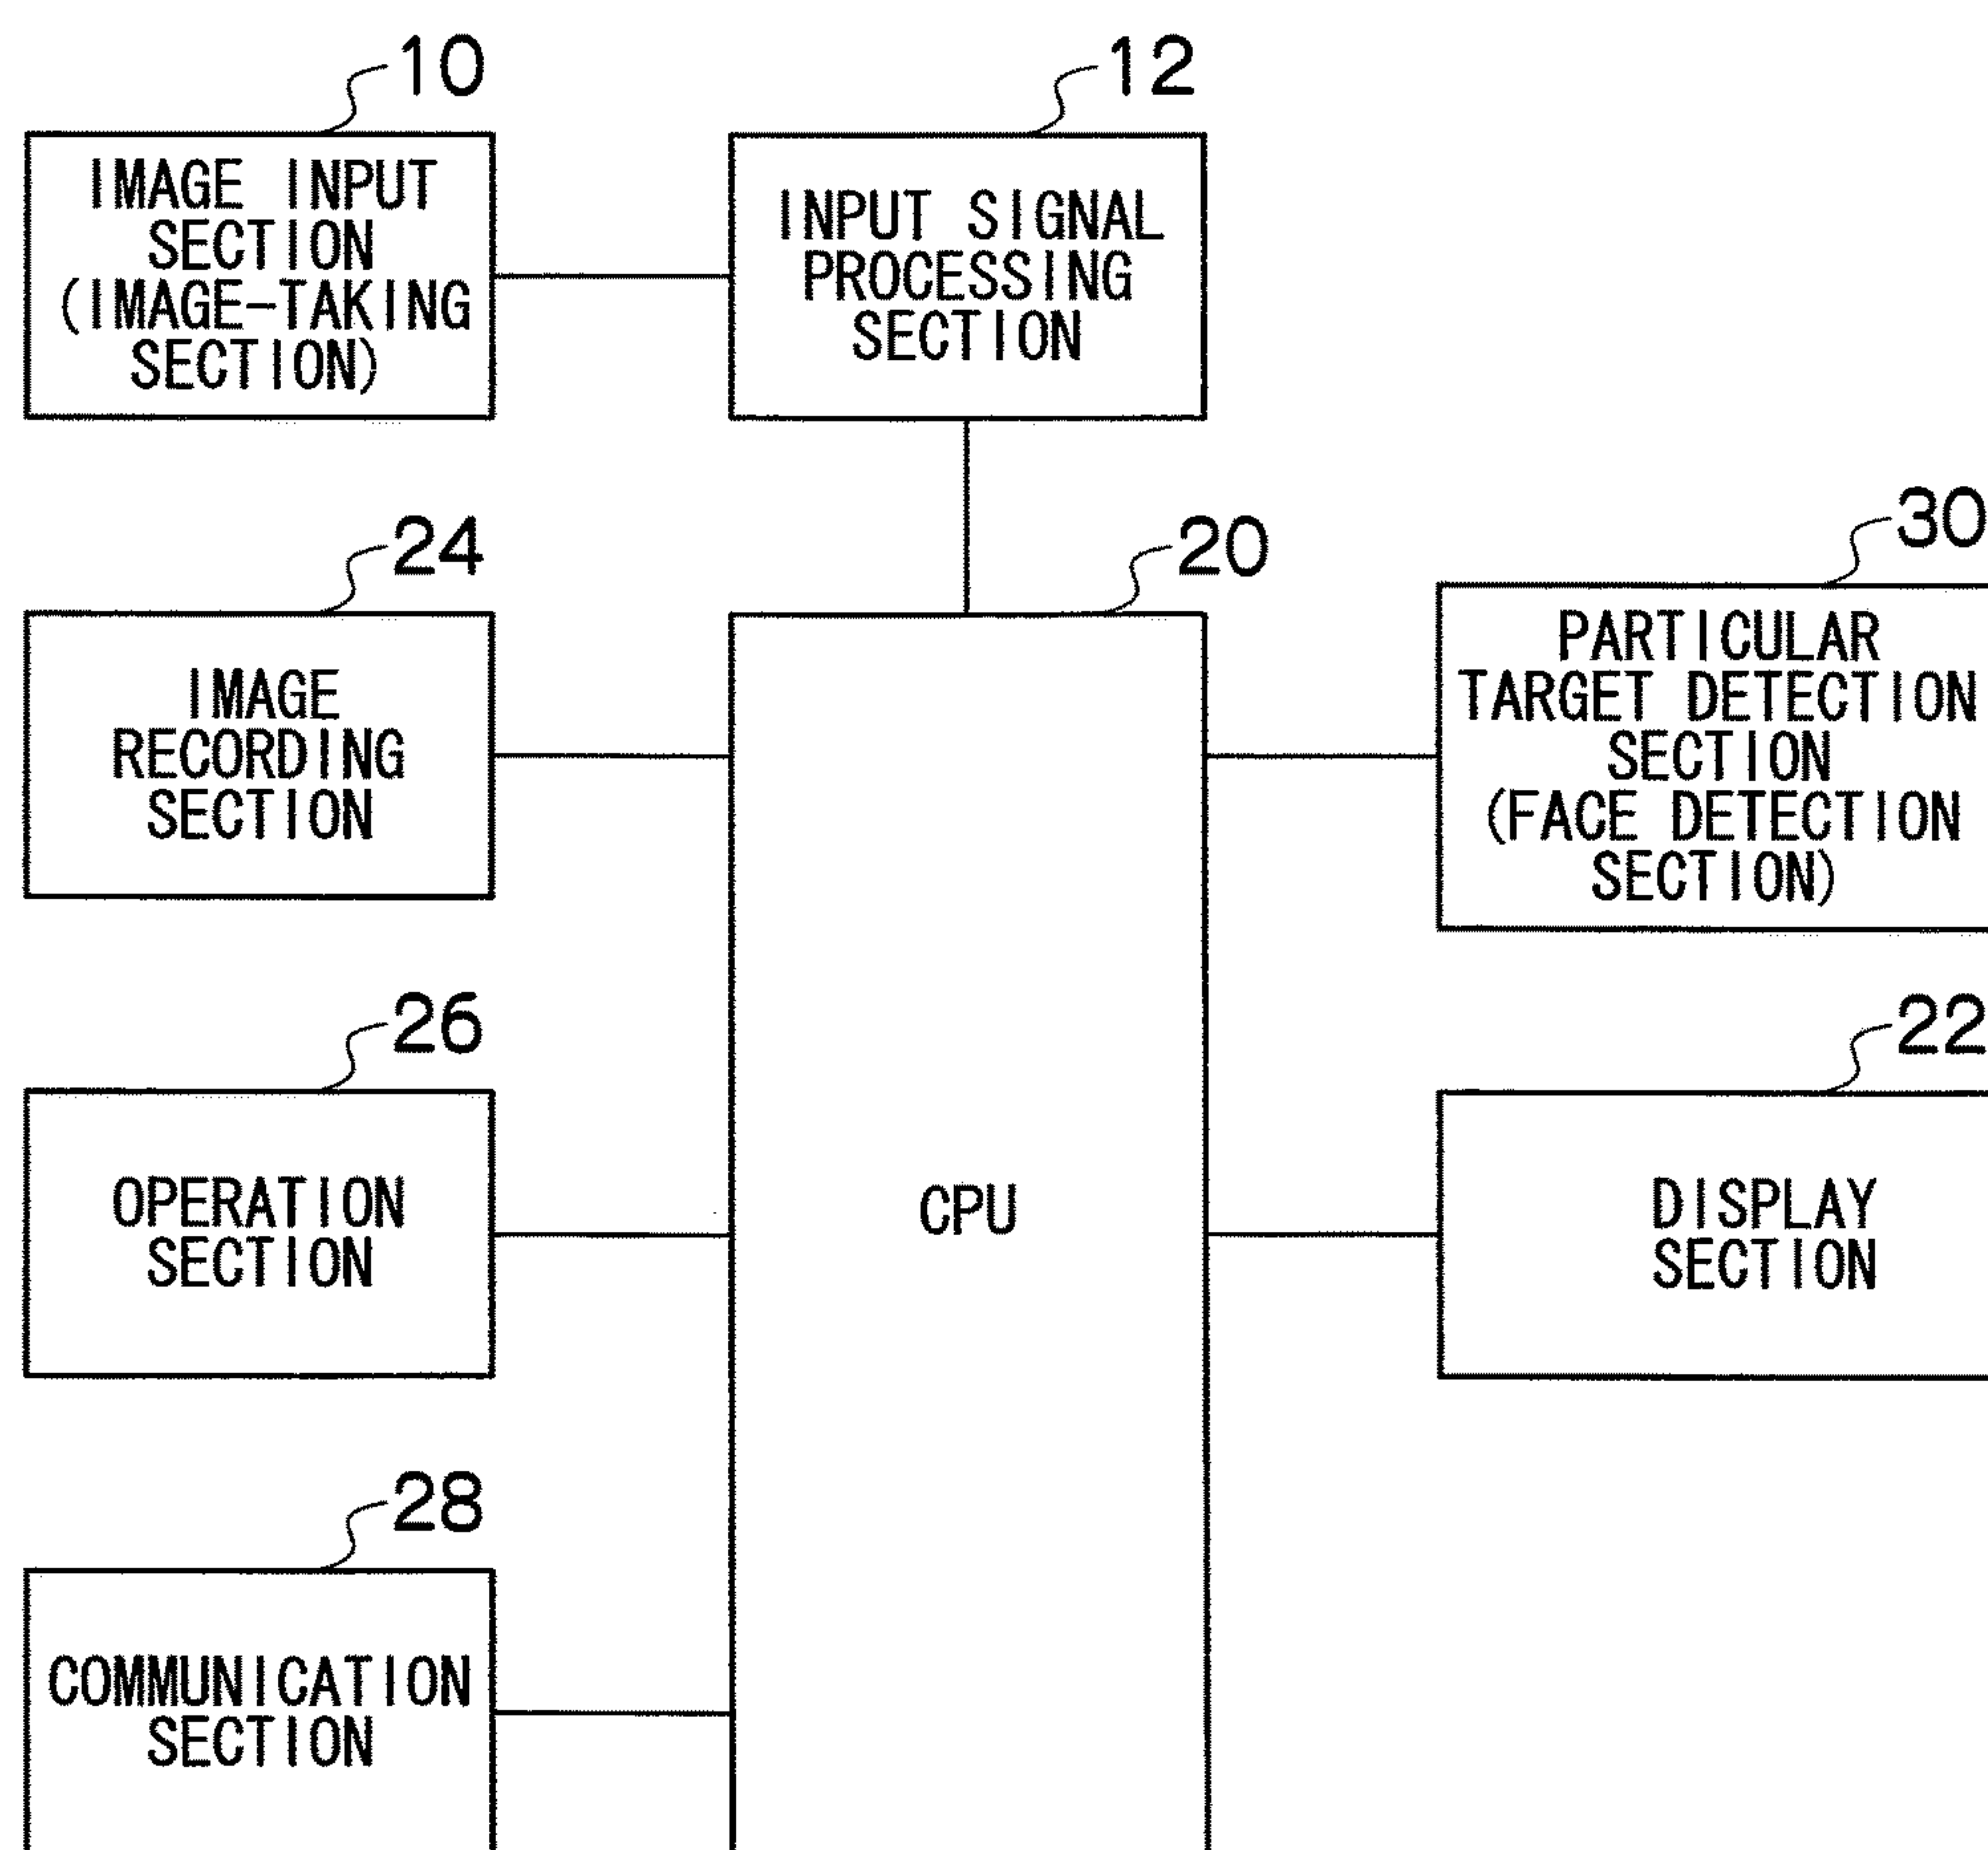 10
IMAGE INPUT
SECTION
(IMAGE-TAKING
SECTION)
12
INPUT SIGNAL
PROCESSING
SECTION
24
IMAGE
RECORDING
SECTION
20
CPU
30
PARTICULAR
TARGET DETECTION
SECTION
(FACE DETECTION
SECTION)
26
OPERATION
SECTION
22
DISPLAY
SECTION
28
COMMUNICATION
SECTION